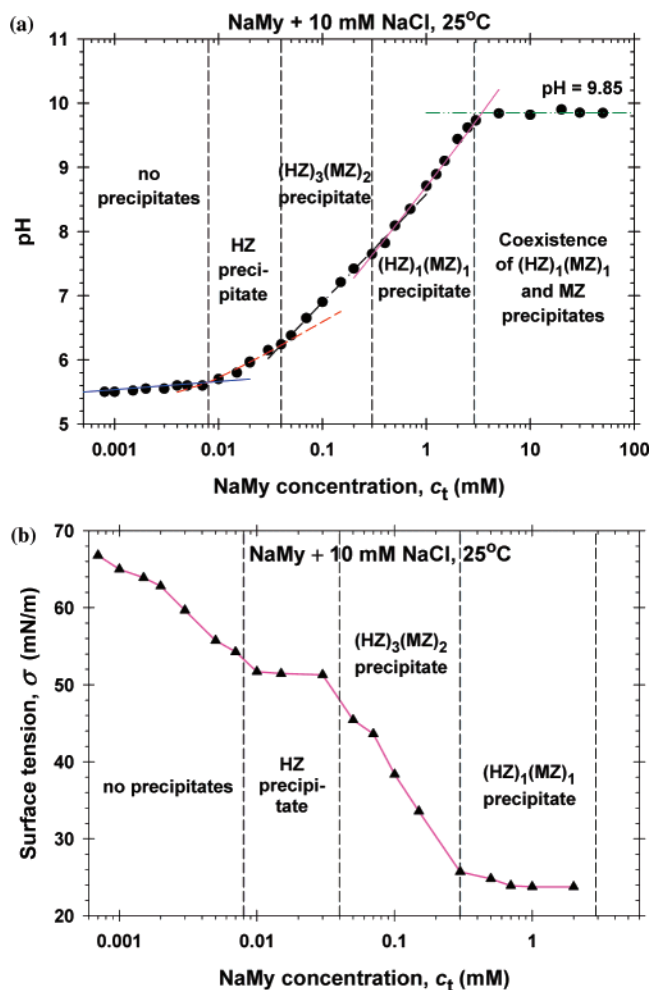 (a)
NaMy + 10 mM NaCl, 25°C
11
10
9
8
7
6
5
pH
pH = 9.85
no
precipitates
HZ
preci-
pitate
(HZ)3(MZ)2
precipitate
(HZ)1(MZ)1
precipitate
Coexistence
of (HZ)1(MZ)1
and MZ
precipitates
0.001 0.01 0.1 1 10 100
NaMy concentration, ct (mM)
(b)
NaMy + 10 mM NaCl, 25°C
70
60
50
40
30
20
Surface tension, σ (mN/m)
no precipitates
HZ
precipi-
tate
(HZ)3(MZ)2
precipitate
(HZ)1(MZ)1
precipitate
0.001 0.01 0.1 1
NaMy concentration, ct (mM)